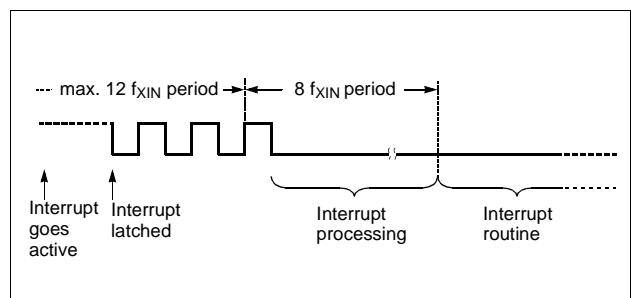 max. 12 fXIN period
8 fXIN period
Interrupt
goes
active
Interrupt
latched
Interrupt
processing
Interrupt
routine